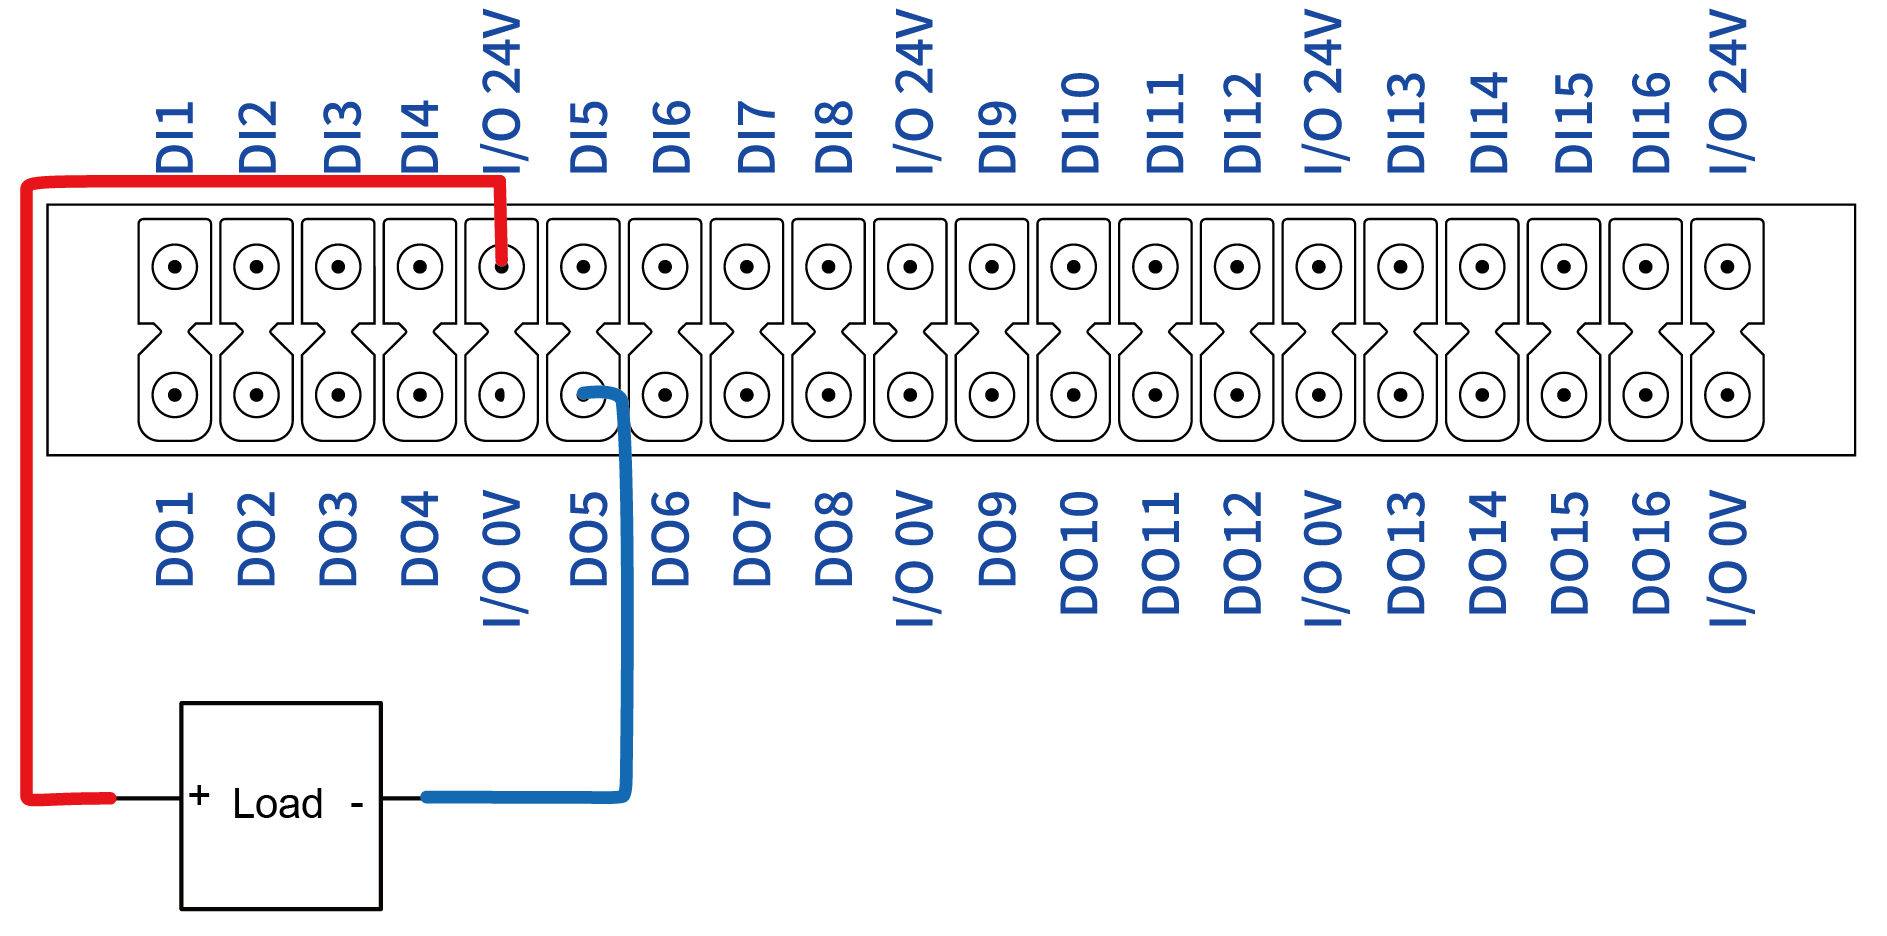 DI1
DI2
DI3
DI4
I/O 24V
DI5
DI6
DI7
DI8
I/O 24V
DI9
DI10
DI11
DI12
I/O 24V
DI13
DI14
DI15
DI16
I/O 24V
DO1
DO2
DO3
DO4
I/O 0V
DO5
DO6
DO7
DO8
I/O 0V
DO9
DO10
DO11
DO12
I/O 0V
DO13
DO14
DO15
DO16
I/O 0V
+ Load -